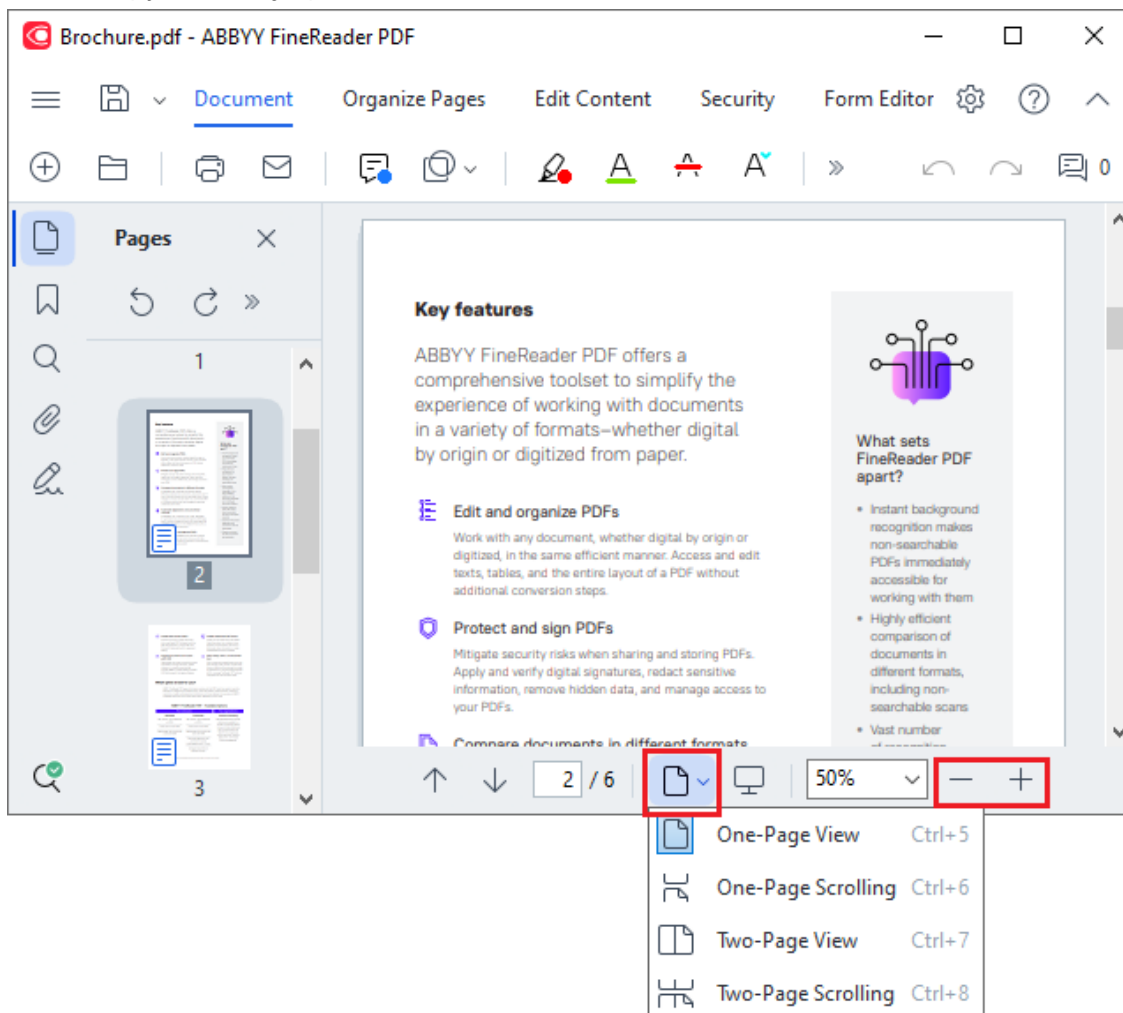 Brochure.pdf - ABBYY FineReader PDF
Document Organize Pages Edit Content Security Form Editor
0
Pages
1
2
3
Key features
ABBYY FineReader PDF offers a
comprehensive toolset to simplify the
experience of working with documents
in a variety of formats—whether digital
by origin or digitized from paper.
Edit and organize PDFs
Work with any document, whether digital by origin or
digitized, in the same efficient manner. Access and edit
texts, tables, and the entire layout of a PDF without
additional conversion steps.
Protect and sign PDFs
Mitigate security risks when sharing and storing PDFs.
Apply and verify digital signatures, redact sensitive
information, remove hidden data, and manage access to
your PDFs.
Compare documents in different formats
What sets
FineReader PDF
apart?
• Instant background
recognition makes
non-searchable
PDFs immediately
accessible for
working with them
• Highly efficient
comparison of
documents in
different formats,
including non-
searchable scans
• Vast number
of recognition
2 / 6 50%
One-Page View Ctrl+5
One-Page Scrolling Ctrl+6
Two-Page View Ctrl+7
Two-Page Scrolling Ctrl+8